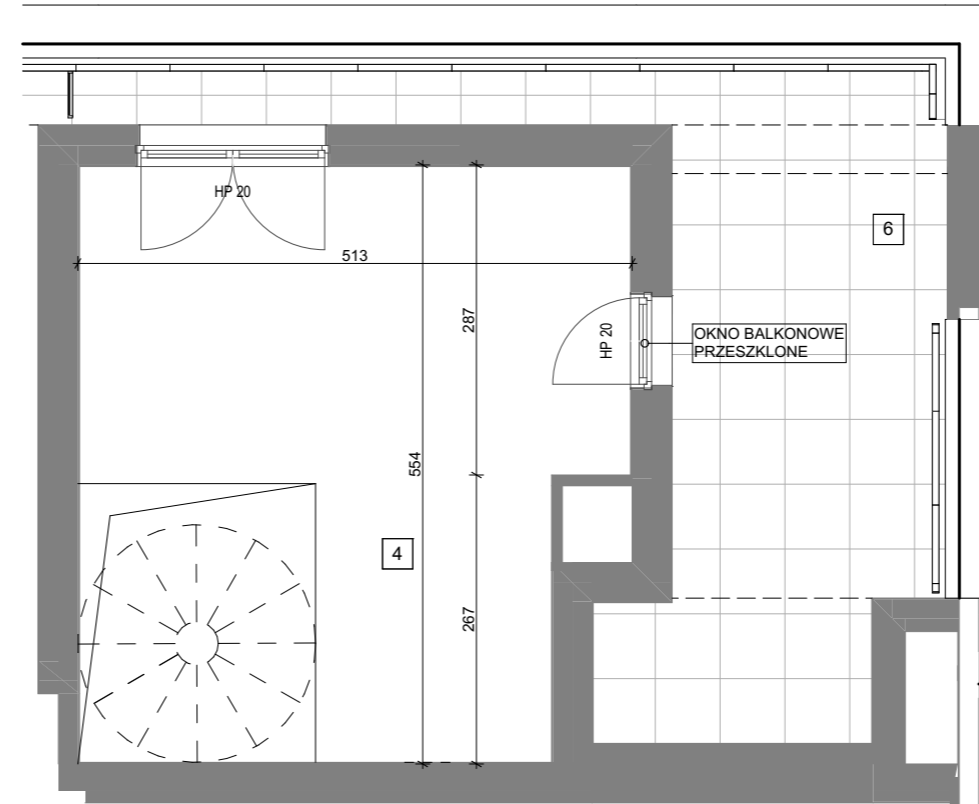 HP 20
6
513
287
HP 20
OKNO BALKONOWE
PRZESZKLONE
554
4
267